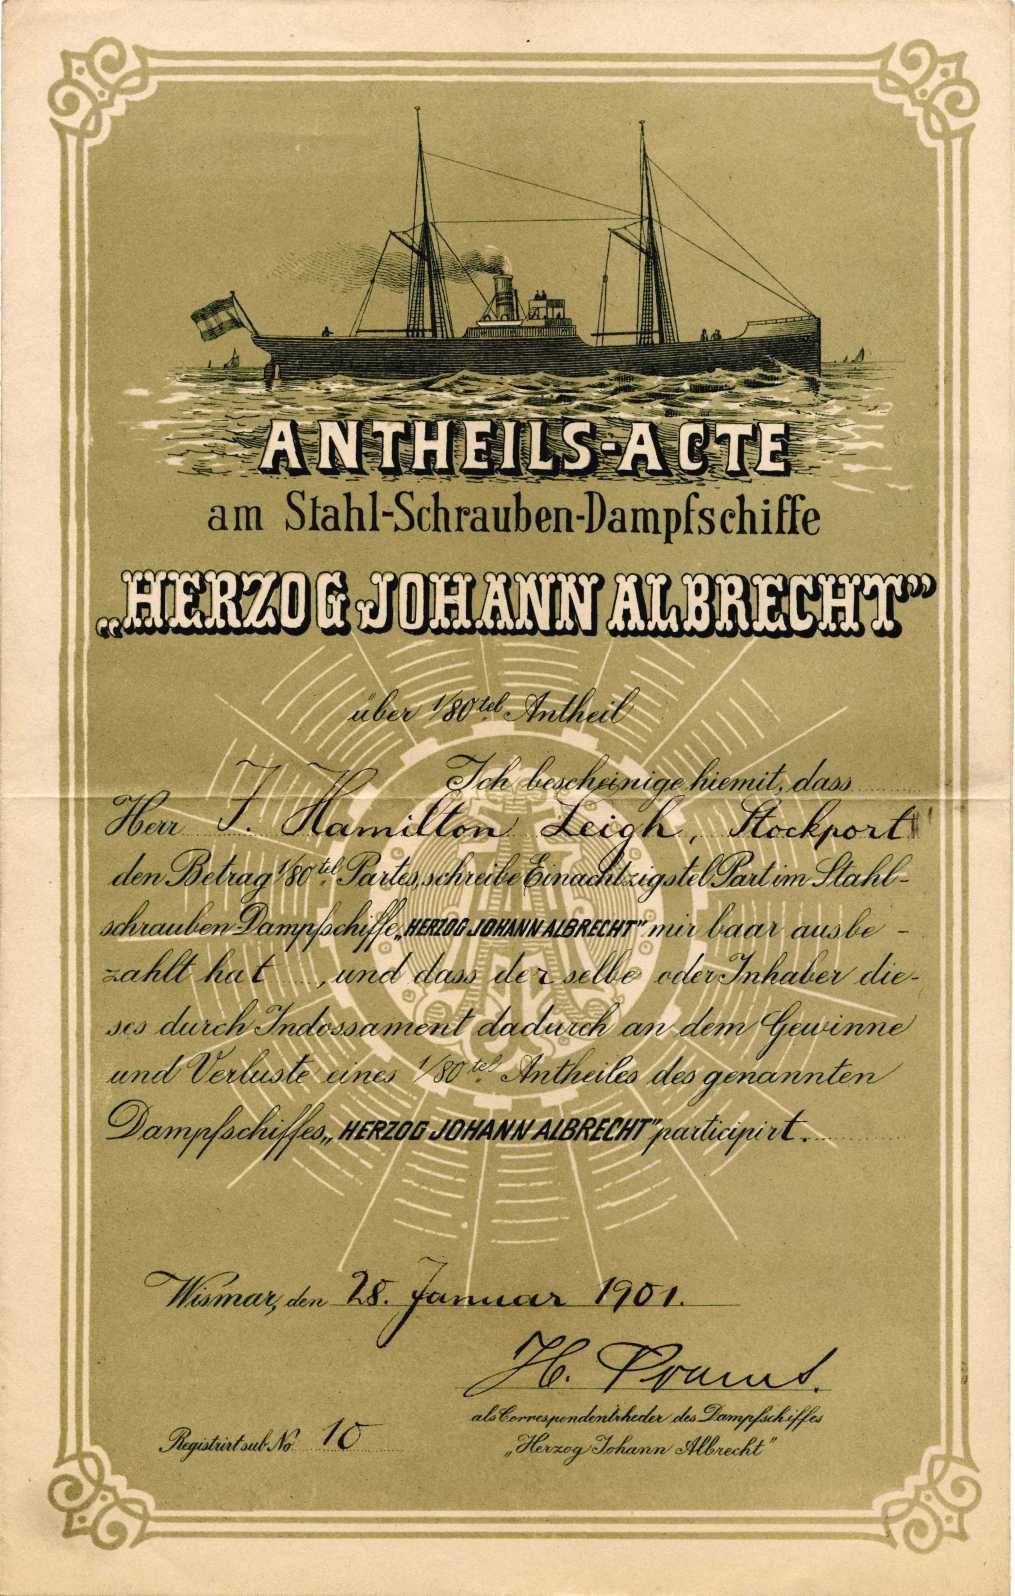 ANTHEILS-ACTE
am Stahl-Schrauben-Dampfschiffe
„HERZOG JOHANN ALBRECHT”
über 1/80tel Antheil
Ich bescheinige hiemit, dass
Herr J. Hamilton Leigh, Stockport
den Betrag 1/80tel Partes, schreibe Einachtzigstel Part im Stahl-
schrauben-Dampfschiffe „HERZOG JOHANN ALBRECHT” mir baar ausbe-
zahlt hat, und dass der selbe oder Inhaber die-
ses durch Indossament dadurch an dem Gewinne
und Verluste eines 1/80tel Antheiles des genannten
Dampfschiffes „HERZOG JOHANN ALBRECHT” participirt.
Wismar, den 28. Januar 1901.
H.
als Correspondentrheder des Dampfschiffes
„Herzog Johann Albrecht”
Registrirt sub No 10